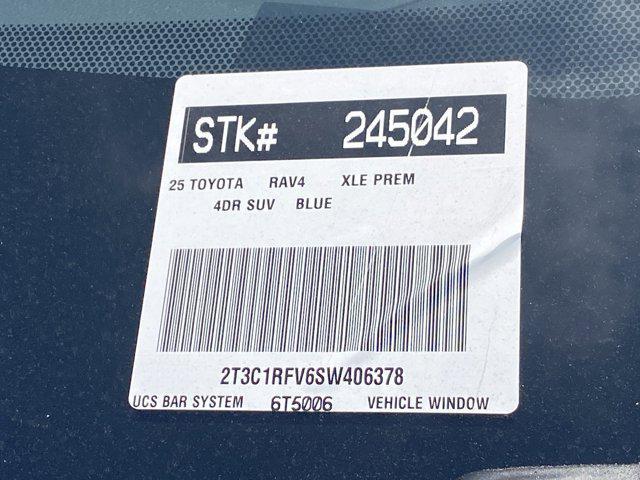 STK# 245042
25 TOYOTA RAV4 XLE PREM
4DR SUV BLUE
2T3C1RFV6SW406378
UCS BAR SYSTEM 6T5006 VEHICLE WINDOW